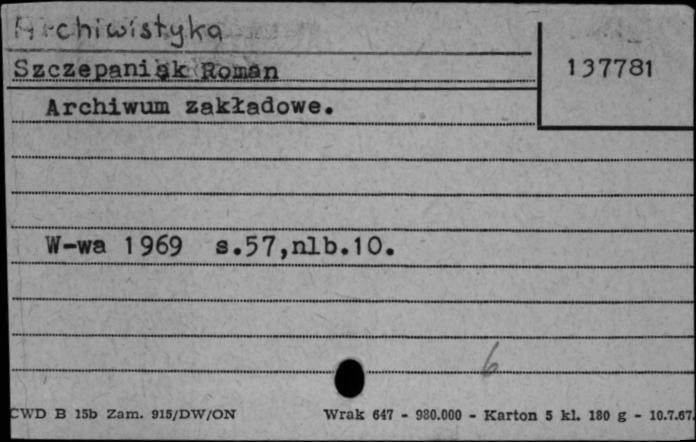 Archiwistyka
Szczepaniak Roman
137781
Archiwum zakładowe.
W-wa 1969 s.57,nlb.10.
6
CWD B 15b Zam. 915/DW/ON Wrak 647 - 980.000 - Karton 5 kl. 180 g - 10.7.67.